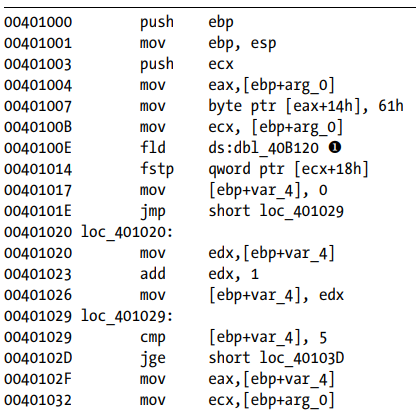 00401000 push ebp
00401001 mov ebp, esp
00401003 push ecx
00401004 mov eax,[ebp+arg_0]
00401007 mov byte ptr [eax+14h], 61h
0040100B mov ecx, [ebp+arg_0]
0040100E fld ds:dbl_40B120 ❶
00401014 fstp qword ptr [ecx+18h]
00401017 mov [ebp+var_4], 0
0040101E jmp short loc_401029
00401020 loc_401020:
00401020 mov edx,[ebp+var_4]
00401023 add edx, 1
00401026 mov [ebp+var_4], edx
00401029 loc_401029:
00401029 cmp [ebp+var_4], 5
0040102D jge short loc_40103D
0040102F mov eax,[ebp+var_4]
00401032 mov ecx,[ebp+arg_0]